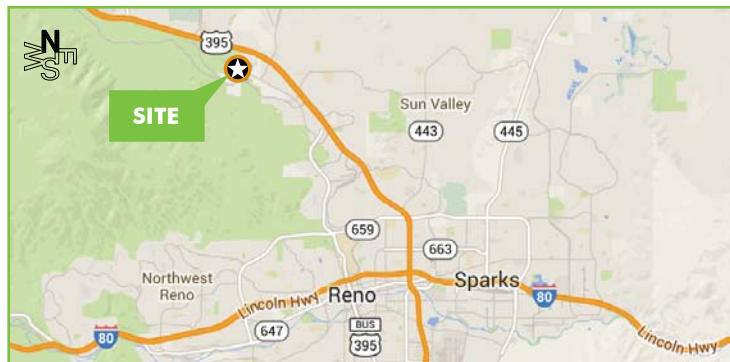 N
E
S
W
395
SITE
Sun Valley
443
445
659
663
Northwest
Reno
Lincoln Hwy
Reno
Sparks
80
647
BUS
395
80
Lincoln Hwy